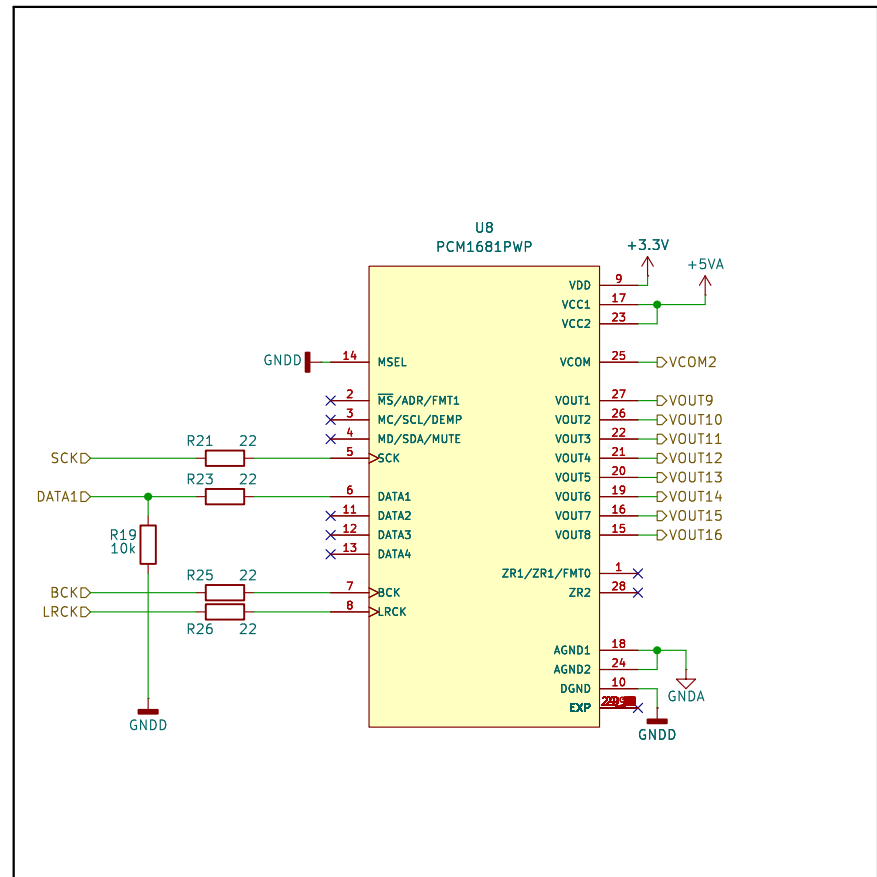 U8
PCM1681PWP
+3.3V
+5VA
VDD 9
VCC1 17
VCC2 23
GNDD 14 MSEL
VCOM 25 VCOM2
2 MS/ADR/FMT1
VOUT1 27 VOUT9
3 MC/SCL/DEMP
VOUT2 26 VOUT10
4 MD/SDA/MUTE
VOUT3 22 VOUT11
R21 22
SCK 5 SCK
VOUT4 21 VOUT12
R23 22
VOUT5 20 VOUT13
DATA1 6 DATA1
VOUT6 19 VOUT14
11 DATA2
VOUT7 16 VOUT15
R19
10k
12 DATA3
VOUT8 15 VOUT16
13 DATA4
ZR1/ZR1/FMT0 1
R25 22
BCK 7 BCK
ZR2 28
LRCK 8 LRCK
R26 22
AGND1 18
AGND2 24
DGND 10
GNDA
EXP
GNDD
GNDD